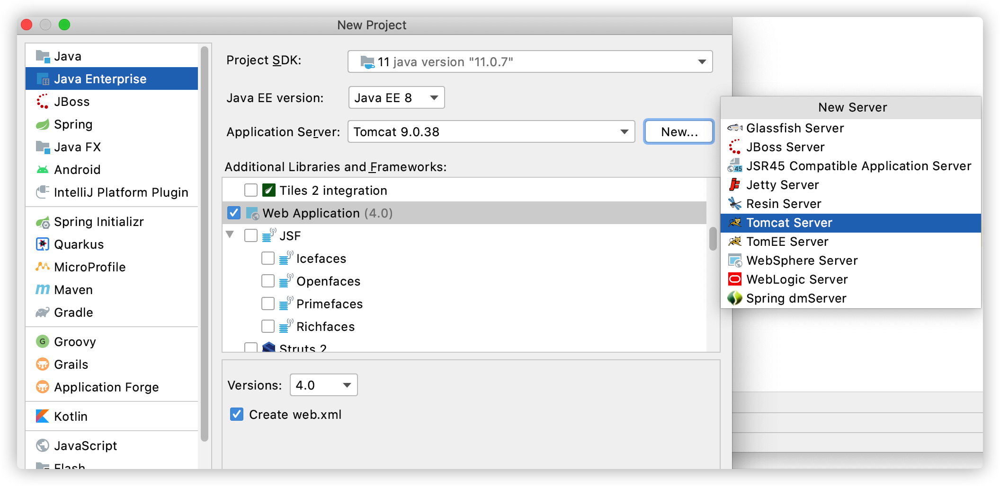 New Project
Java
Java Enterprise
JBoss
Spring
Java FX
Android
IntelliJ Platform Plugin
Spring Initializr
Quarkus
MicroProfile
Maven
Gradle
Groovy
Grails
Application Forge
Kotlin
JavaScript
Flash
Project SDK:
11 java version "11.0.7"
Java EE version:
Java EE 8
Application Server:
Tomcat 9.0.38
New...
Additional Libraries and Frameworks:
Tiles 2 integration
Web Application (4.0)
JSF
Icefaces
Openfaces
Primefaces
Richfaces
Struts 2
Versions:
4.0
Create web.xml
New Server
Glassfish Server
JBoss Server
JSR45 Compatible Application Server
Jetty Server
Resin Server
Tomcat Server
TomEE Server
WebSphere Server
WebLogic Server
Spring dmServer